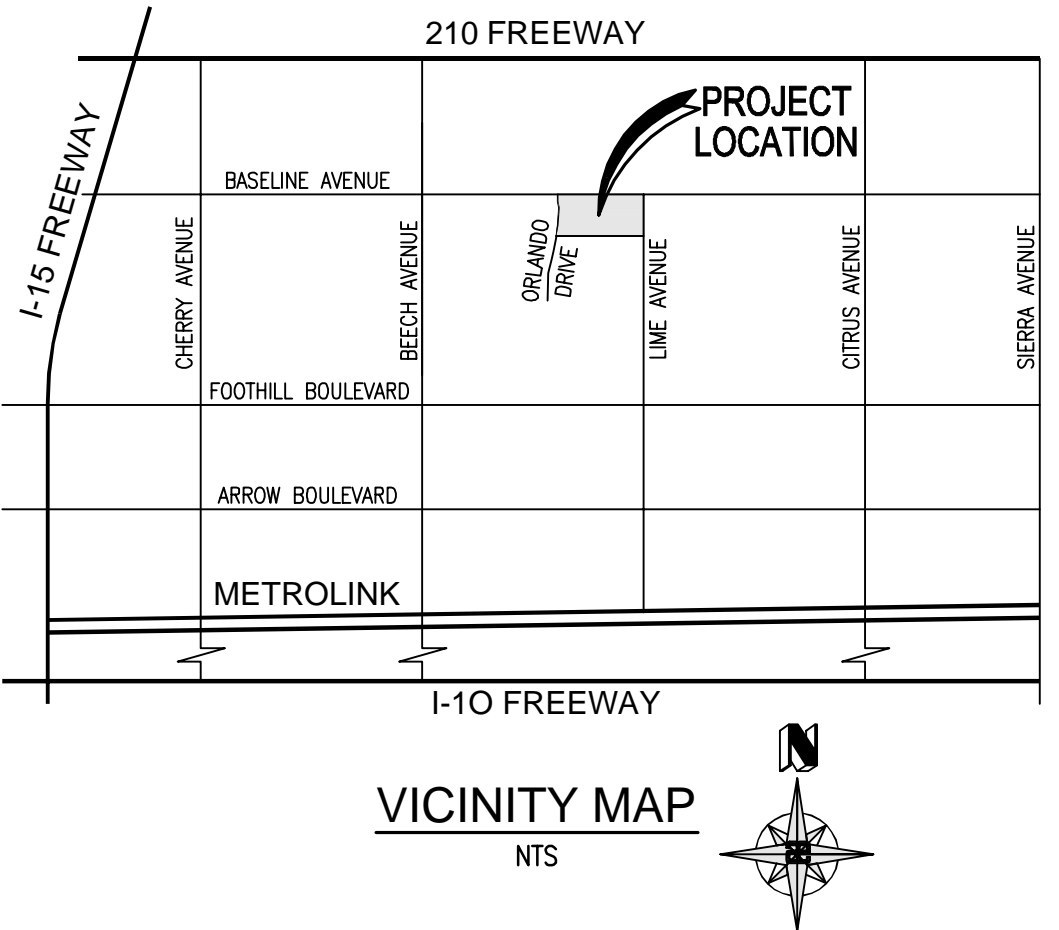 210 FREEWAY
PROJECT
LOCATION
I-15 FREEWAY
BASELINE AVENUE
CHERRY AVENUE
BEECH AVENUE
ORLANDO
DRIVE
LIME AVENUE
CITRUS AVENUE
SIERRA AVENUE
FOOTHILL BOULEVARD
ARROW BOULEVARD
METROLINK
I-1O FREEWAY
N
VICINITY MAP
NTS